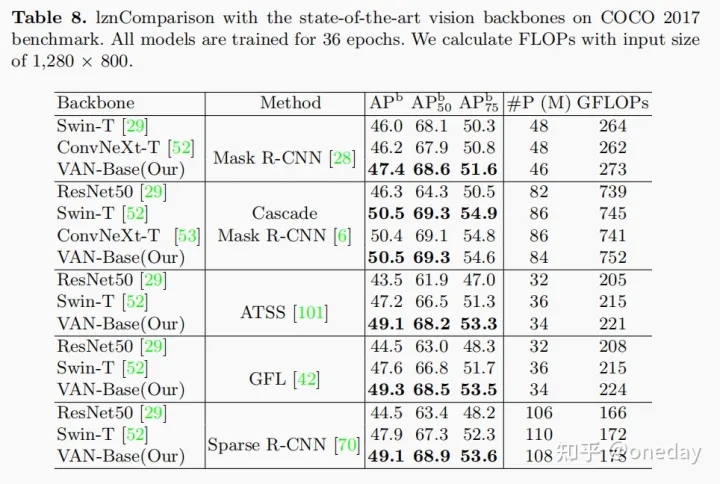 Table 8. lznComparison with the state-of-the-art vision backbones on COCO 2017
benchmark. All models are trained for 36 epochs. We calculate FLOPs with input size
of 1,280 × 800.
Backbone Method APᵇ APᵇ₅₀ APᵇ₇₅ #P (M) GFLOPs
Swin-T [29] 46.0 68.1 50.3 48 264
ConvNeXt-T [52] 46.2 67.9 50.8 48 262
Mask R-CNN [28]
VAN-Base(Our) 47.4 68.6 51.6 46 273
ResNet50 [29] 46.3 64.3 50.5 82 739
Swin-T [52] Cascade 50.5 69.3 54.9 86 745
ConvNeXt-T [53] Mask R-CNN [6] 50.4 69.1 54.8 86 741
VAN-Base(Our) 50.5 69.3 54.6 84 752
ResNet50 [29] 43.5 61.9 47.0 32 205
Swin-T [52] 47.2 66.5 51.3 36 215
ATSS [101]
VAN-Base(Our) 49.1 68.2 53.3 34 221
ResNet50 [29] 44.5 63.0 48.3 32 208
Swin-T [52] 47.6 66.8 51.7 36 215
GFL [42]
VAN-Base(Our) 49.3 68.5 53.5 34 224
ResNet50 [29] 44.5 63.4 48.2 106 166
Swin-T [52] 47.9 67.3 52.3 110 172
Sparse R-CNN [70]
VAN-Base(Our) 49.1 68.9 53.6 108
知乎 @oneday